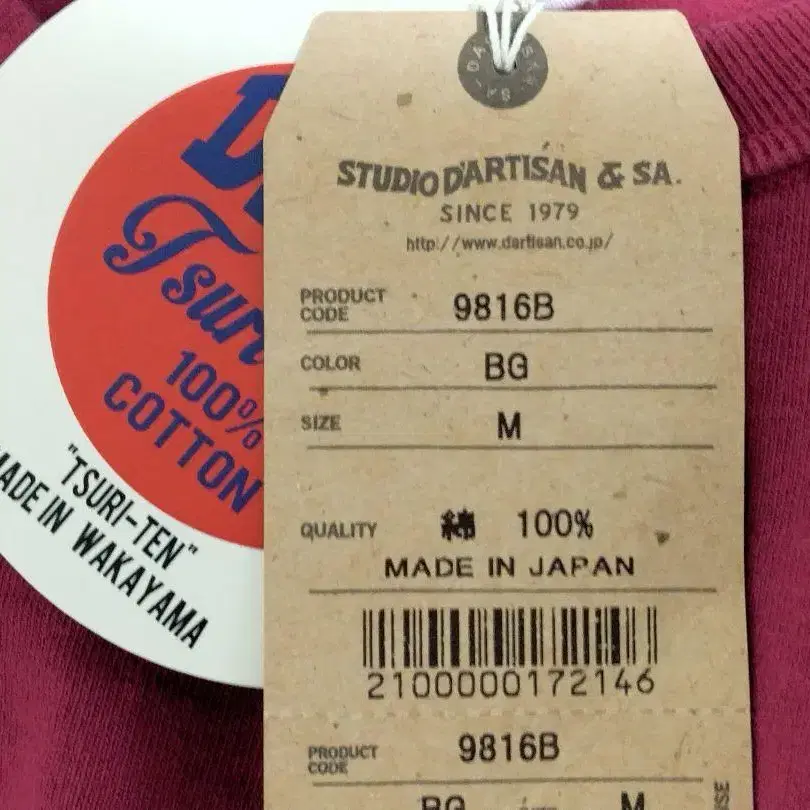 Tsuri
100%
COTTON
"TSURI-TEN"
MADE IN WAKAYAMA
STUDIO D'ARTISAN & SA.
SINCE 1979
http://www.dartisan.co.jp/
PRODUCT CODE 9816B
COLOR BG
SIZE M
QUALITY 綿 100%
MADE IN JAPAN
2100000172146
PRODUCT CODE 9816B
BG M